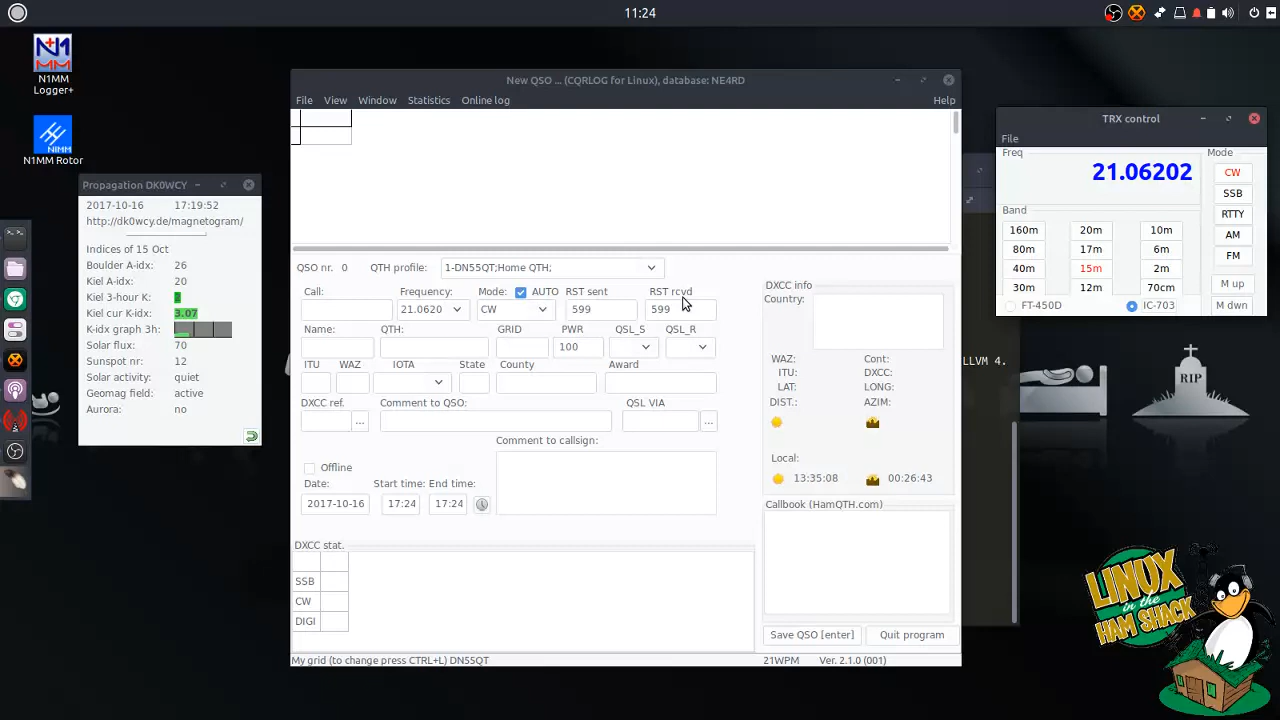 11:24
N1MM
Logger+
N1MM Rotor
Propagation DK0WCY
2017-10-16 17:19:52
http://dk0wcy.de/magnetogram/
Indices of 15 Oct
Boulder A-idx: 26
Kiel A-idx: 20
Kiel 3-hour K: 2
Kiel cur K-idx: 3.07
K-idx graph 3h:
Solar flux: 70
Sunspot nr: 12
Solar activity: quiet
Geomag field: active
Aurora: no
New QSO ... (CQRLOG for Linux), database: NE4RD
File View Window Statistics Online log Help
QSO nr. 0 QTH profile: 1-DN55QT;Home QTH;
Call: Frequency: Mode: AUTO RST sent RST rcvd
21.0620 CW 599 599
Name: QTH: GRID PWR QSL_S QSL_R
100
ITU WAZ IOTA State County Award
DXCC ref. Comment to QSO: QSL VIA
... ...
Comment to callsign:
Offline
Date: Start time: End time:
2017-10-16 17:24 17:24
DXCC stat.
SSB
CW
DIGI
DXCC info
Country:
WAZ: Cont:
ITU: DXCC:
LAT: LONG:
DIST.: AZIM:
Local:
13:35:08 00:26:43
Callbook (HamQTH.com)
Save QSO [enter] Quit program
My grid (to change press CTRL+L) DN55QT 21WPM Ver. 2.1.0 (001)
TRX control
File
Freq Mode
21.06202
CW
SSB
RTTY
AM
FM
M up
M dwn
Band
160m 20m 10m
80m 17m 6m
40m 15m 2m
30m 12m 70cm
FT-450D IC-703
LLVM 4.
RIP
LINUX
in the
HAM SHACK